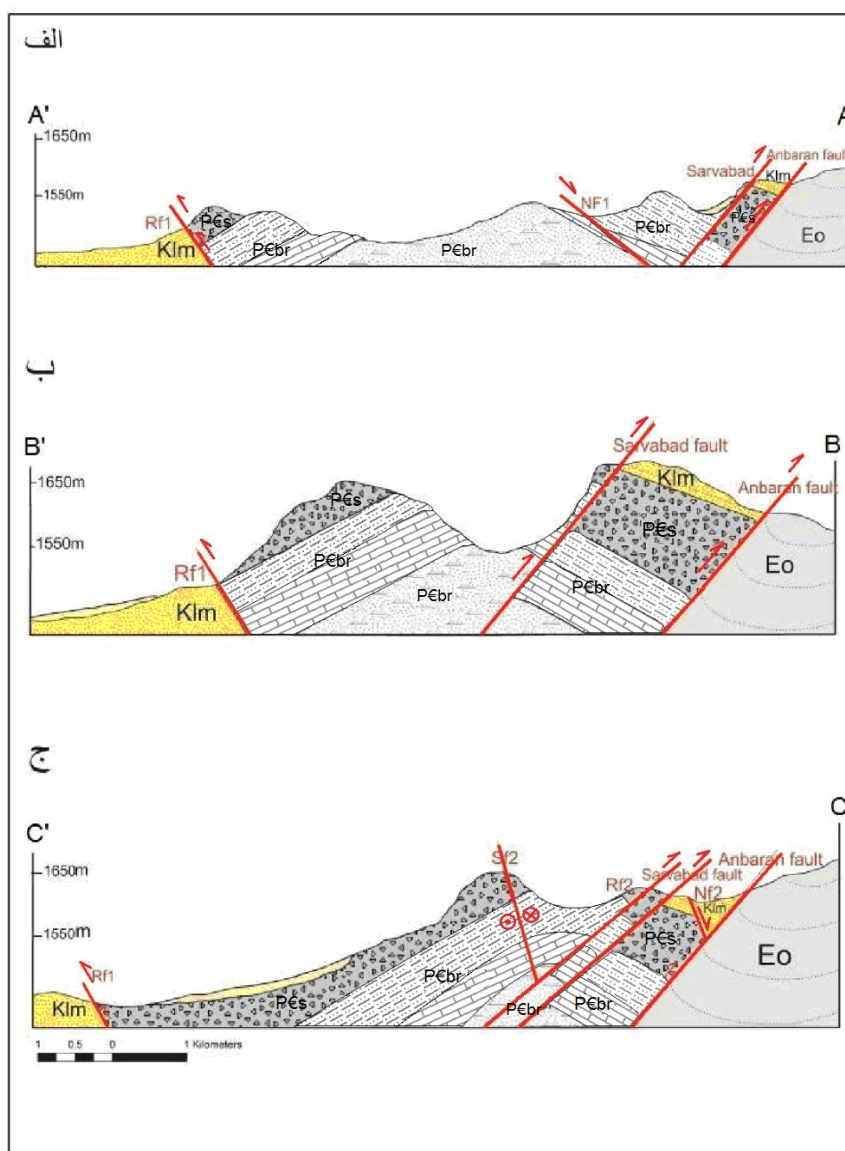 الف
A' A
1650m
1550m
Rf1 P€s Klm P€br P€br NF1 P€br Sarvabad Anbaran fault Klm P€s Eo
ب
B' B
1650m
1550m
Sarvabad fault
Klm
Anbaran fault
P€s P€s
Rf1 P€br P€br P€br
Klm Eo
ج
C' C
1650m
1550m
Sf2 Rf2 Sarvabad fault Anbaran fault
Nf2
Klm
P€s Eo
Rf1 P€br
Klm P€s P€br P€br
1 0.5 0 1 Kilometers